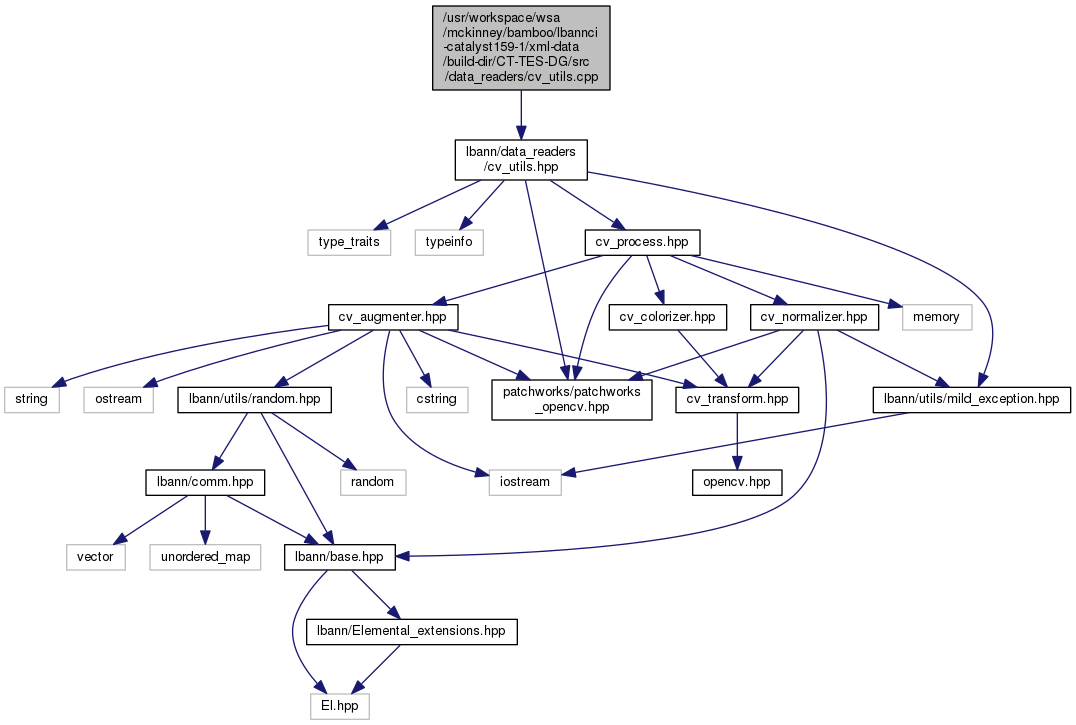 /usr/workspace/wsa
/mckinney/bamboo/lbannci
-catalyst159-1/xml-data
/build-dir/CT-TES-DG/src
/data_readers/cv_utils.cpp
lbann/data_readers
/cv_utils.hpp
type_traits
typeinfo
cv_process.hpp
cv_augmenter.hpp
cv_colorizer.hpp
cv_normalizer.hpp
memory
string
ostream
lbann/utils/random.hpp
cstring
patchworks/patchworks
_opencv.hpp
cv_transform.hpp
lbann/utils/mild_exception.hpp
lbann/comm.hpp
random
iostream
opencv.hpp
vector
unordered_map
lbann/base.hpp
lbann/Elemental_extensions.hpp
El.hpp